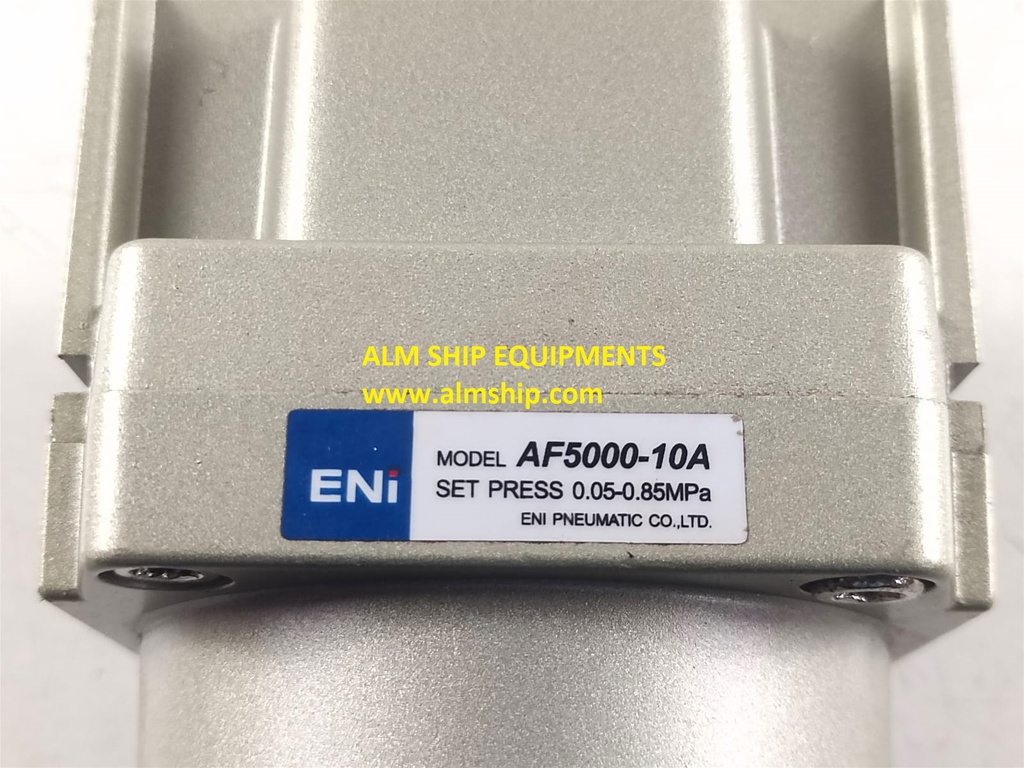 ALM SHIP EQUIPMENTS
www.almship.com
ENi
MODEL AF5000-10A
SET PRESS 0.05-0.85MPa
ENI PNEUMATIC CO.,LTD.